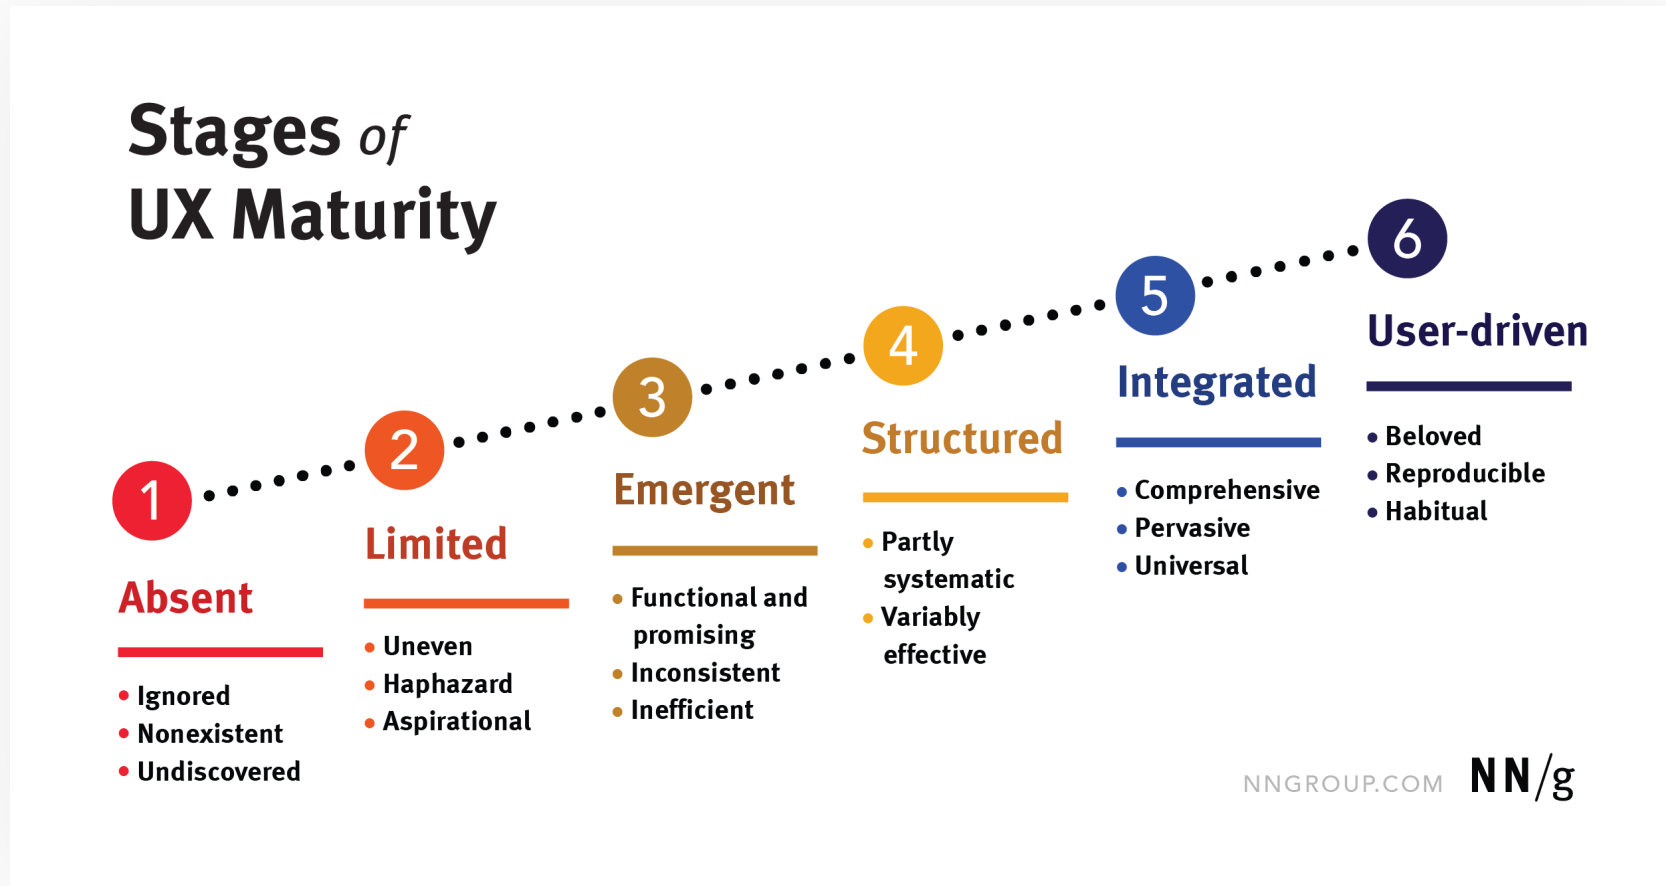 Stages of
UX Maturity
1
Absent
• Ignored
• Nonexistent
• Undiscovered
2
Limited
• Uneven
• Haphazard
• Aspirational
3
Emergent
• Functional and
promising
• Inconsistent
• Inefficient
4
Structured
• Partly
systematic
• Variably
effective
5
Integrated
• Comprehensive
• Pervasive
• Universal
6
User-driven
• Beloved
• Reproducible
• Habitual
NNGROUP.COM NN/g